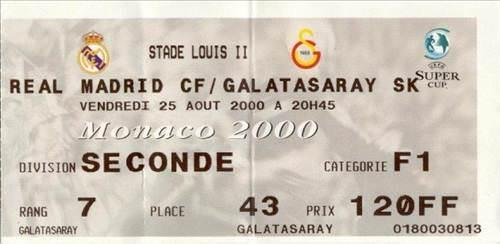 STADE LOUIS II
REAL MADRID CF/GALATASARAY SK
SUPER
CUP
VENDREDI 25 AOUT 2000 A 20H45
Monaco 2000
DIVISION SECONDE CATEGORIE F1
RANG 7 PLACE 43 PRIX 120FF
GALATASARAY GALATASARAY 0180030813